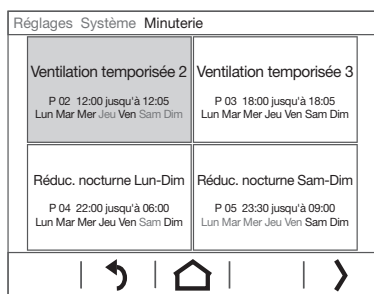 Réglages Système Minuterie
Ventilation temporisée 2
P 02 12:00 jusqu'à 12:05
Lun Mar Mer Jeu Ven Sam Dim
Ventilation temporisée 3
P 03 18:00 jusqu'à 18:05
Lun Mar Mer Jeu Ven Sam Dim
Réduc. nocturne Lun-Dim
P 04 22:00 jusqu'à 06:00
Lun Mar Mer Jeu Ven Sam Dim
Réduc. nocturne Sam-Dim
P 05 23:30 jusqu'à 09:00
Lun Mar Mer Jeu Ven Sam Dim